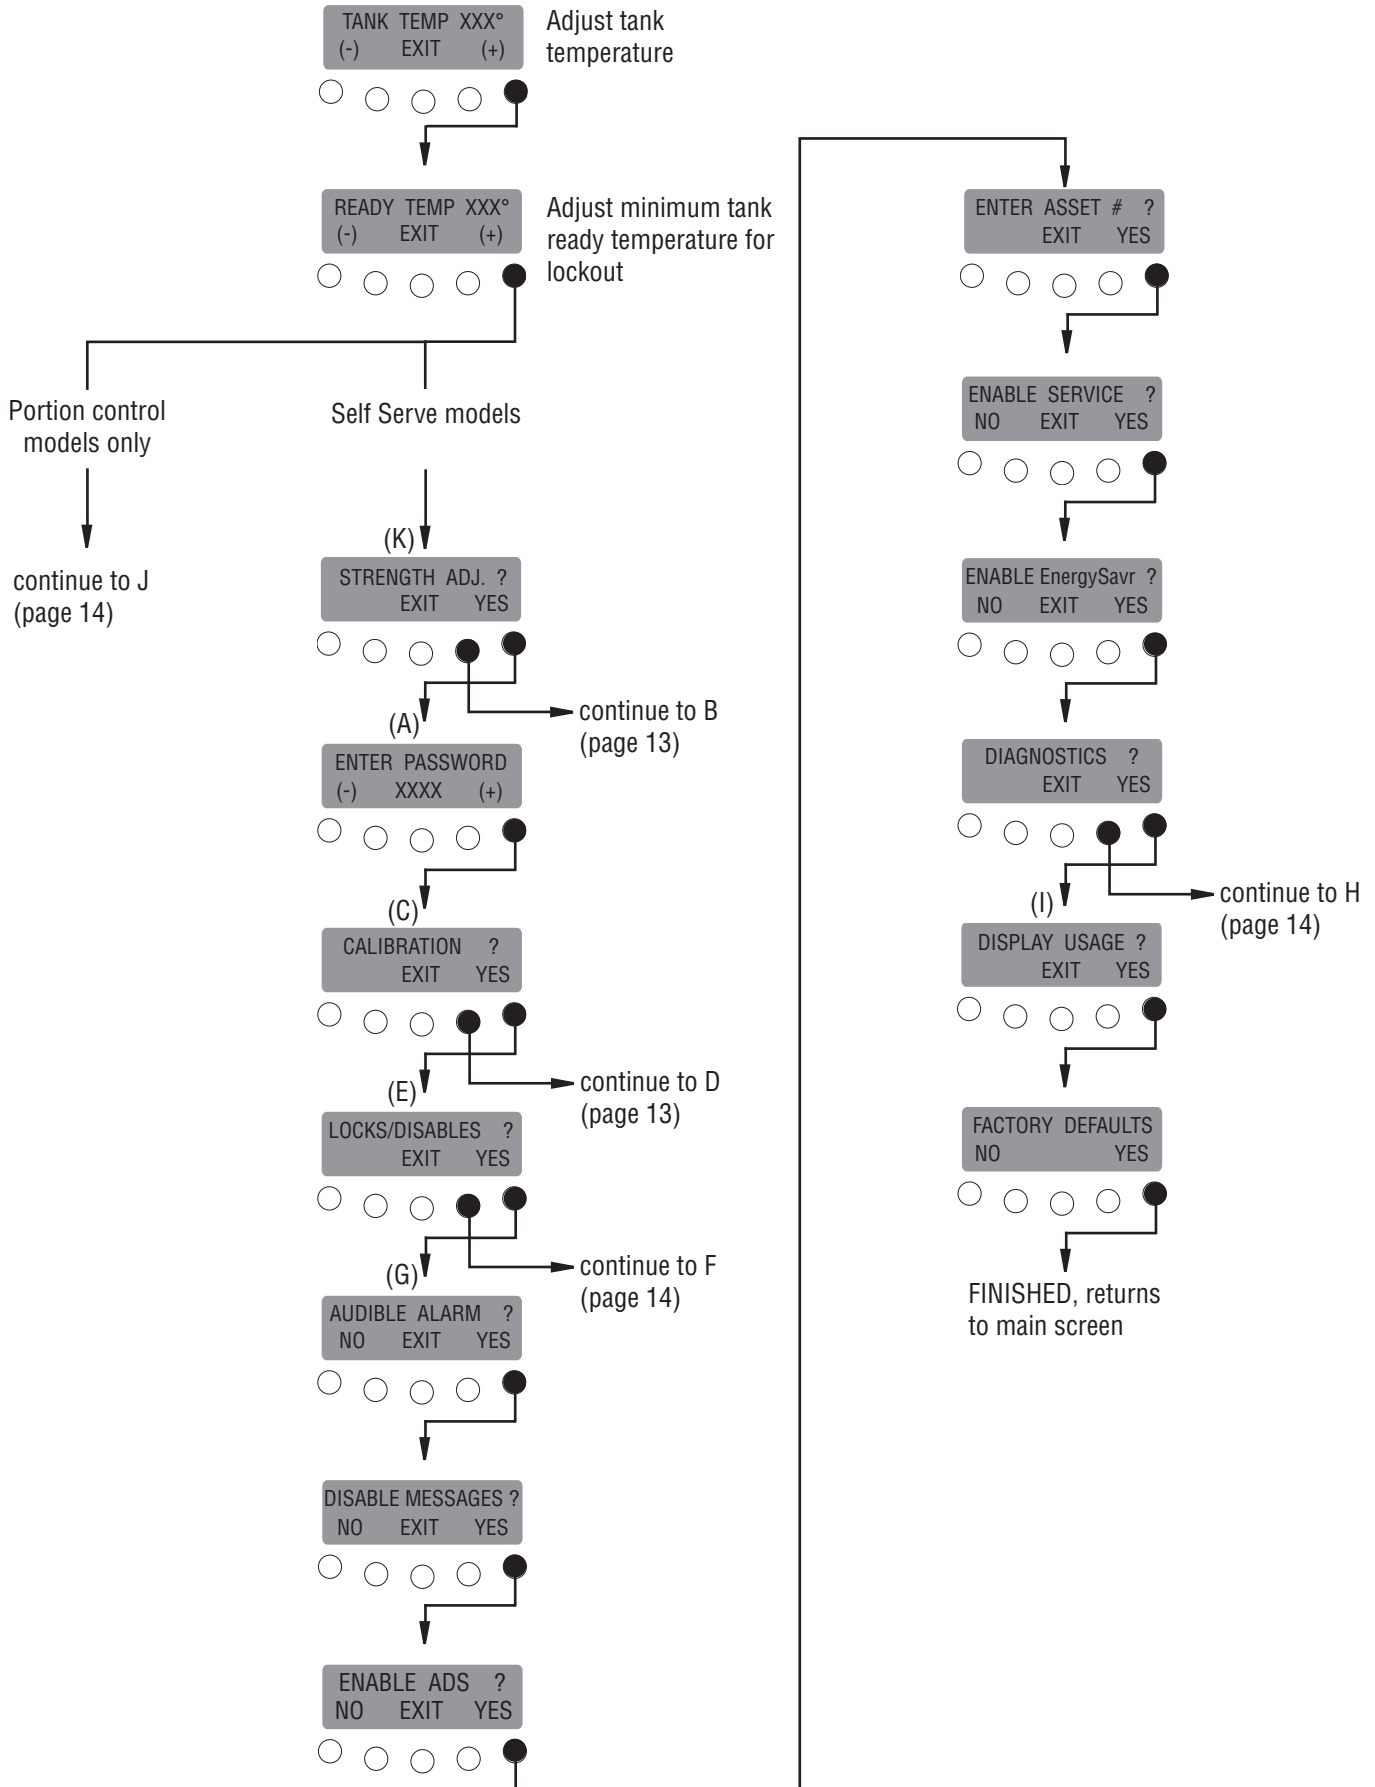 TANK TEMP XXX°
(-) EXIT (+)
Adjust tank
temperature
READY TEMP XXX°
(-) EXIT (+)
Adjust minimum tank
ready temperature for
lockout
Portion control
models only
Self Serve models
continue to J
(page 14)
(K)
STRENGTH ADJ. ?
EXIT YES
continue to B
(page 13)
(A)
ENTER PASSWORD
(-) XXXX (+)
(C)
CALIBRATION ?
EXIT YES
continue to D
(page 13)
(E)
LOCKS/DISABLES ?
EXIT YES
continue to F
(page 14)
(G)
AUDIBLE ALARM ?
NO EXIT YES
DISABLE MESSAGES ?
NO EXIT YES
ENABLE ADS ?
NO EXIT YES
ENTER ASSET # ?
EXIT YES
ENABLE SERVICE ?
NO EXIT YES
ENABLE EnergySavr ?
NO EXIT YES
DIAGNOSTICS ?
EXIT YES
continue to H
(page 14)
(I)
DISPLAY USAGE ?
EXIT YES
FACTORY DEFAULTS
NO YES
FINISHED, returns
to main screen